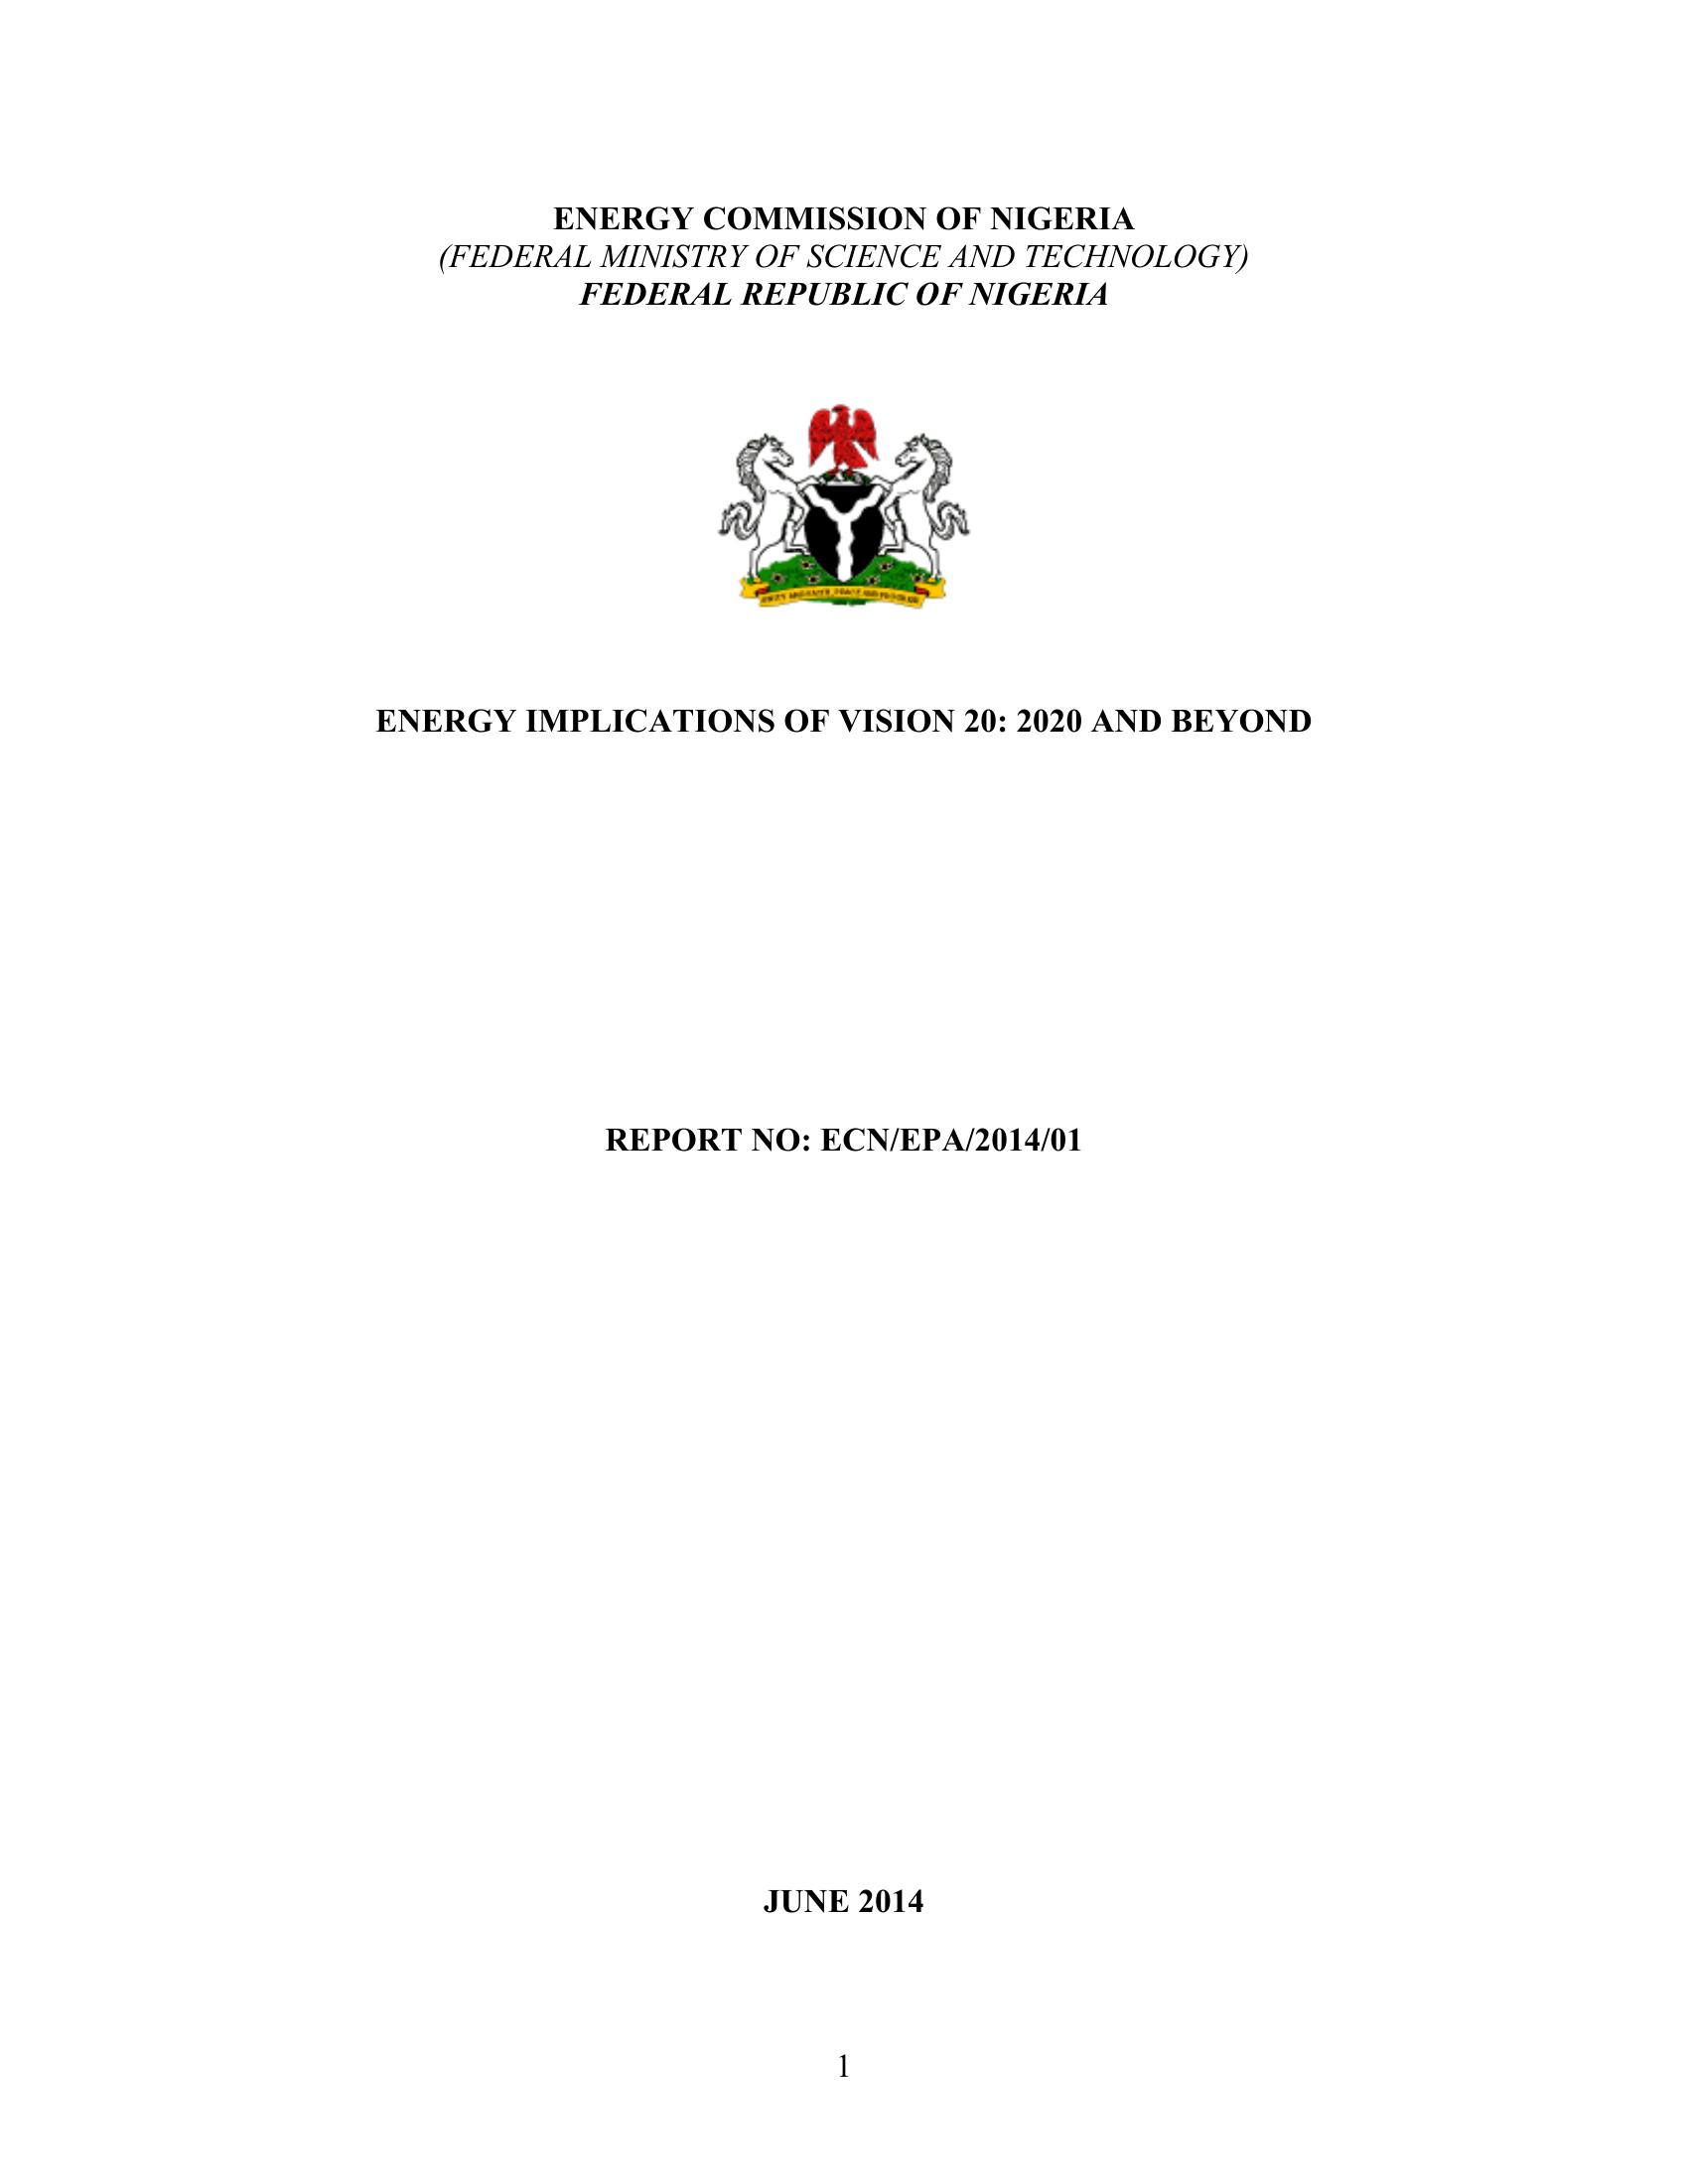 ENERGY COMMISSION OF NIGERIA
(FEDERAL MINISTRY OF SCIENCE AND TECHNOLOGY)
FEDERAL REPUBLIC OF NIGERIA
ENERGY IMPLICATIONS OF VISION 20: 2020 AND BEYOND
REPORT NO: ECN/EPA/2014/01
JUNE 2014
1